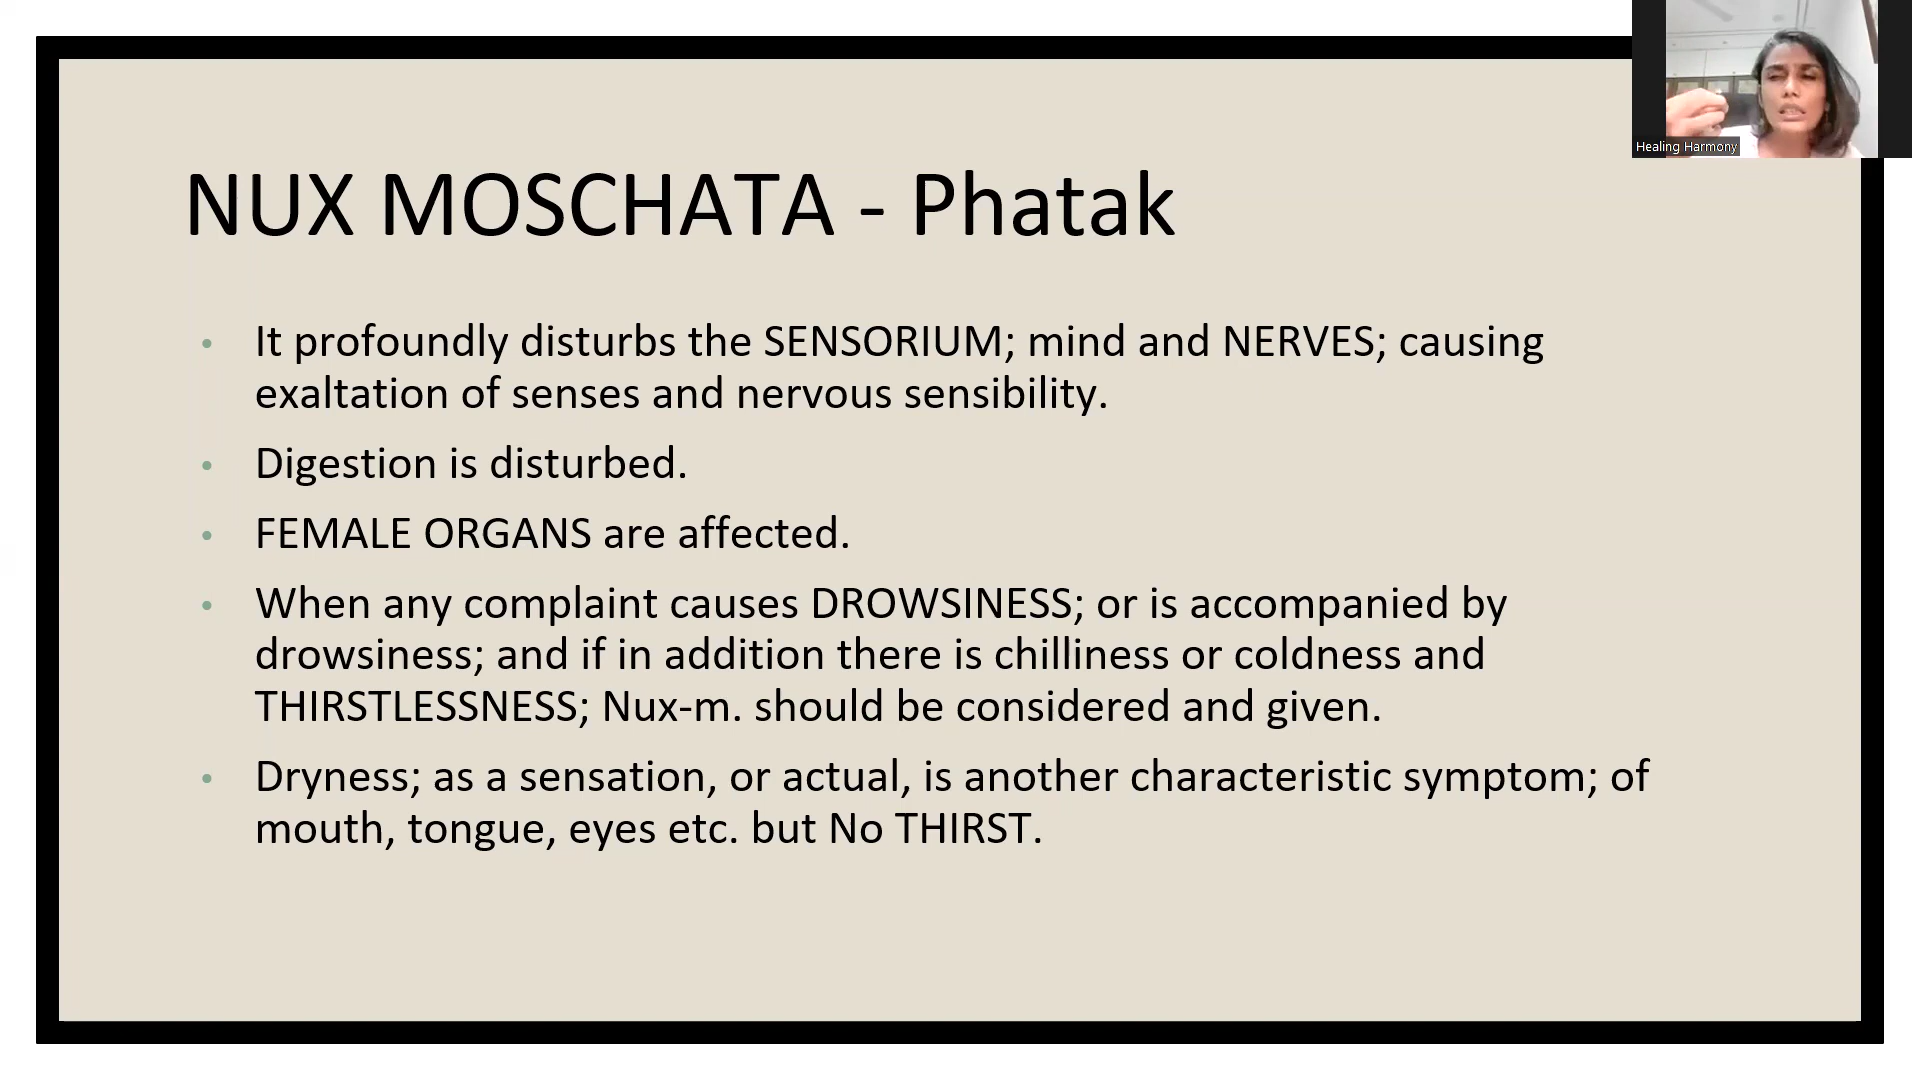 Healing Harmony
NUX MOSCHATA - Phatak
• It profoundly disturbs the SENSORIUM; mind and NERVES; causing
exaltation of senses and nervous sensibility.
• Digestion is disturbed.
• FEMALE ORGANS are affected.
• When any complaint causes DROWSINESS; or is accompanied by
drowsiness; and if in addition there is chilliness or coldness and
THIRSTLESSNESS; Nux-m. should be considered and given.
• Dryness; as a sensation, or actual, is another characteristic symptom; of
mouth, tongue, eyes etc. but No THIRST.